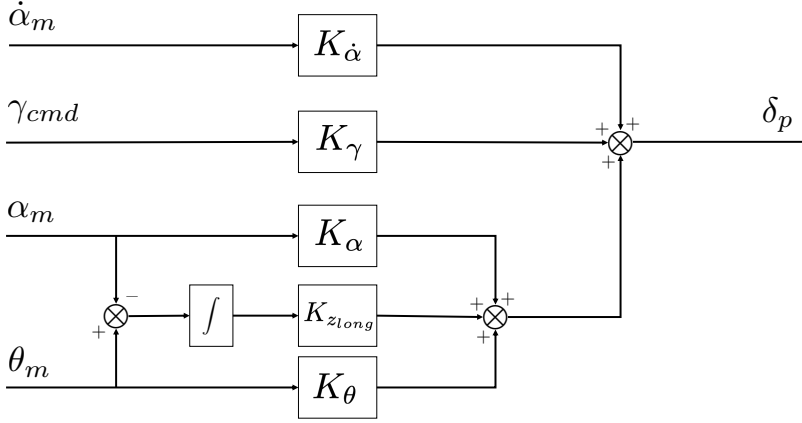 α̇_m
K_α̇
γ_cmd
K_γ
δ_p
+ +
+
α_m
K_α
−
+
∫
K_z_long
+ +
+
θ_m
K_θ